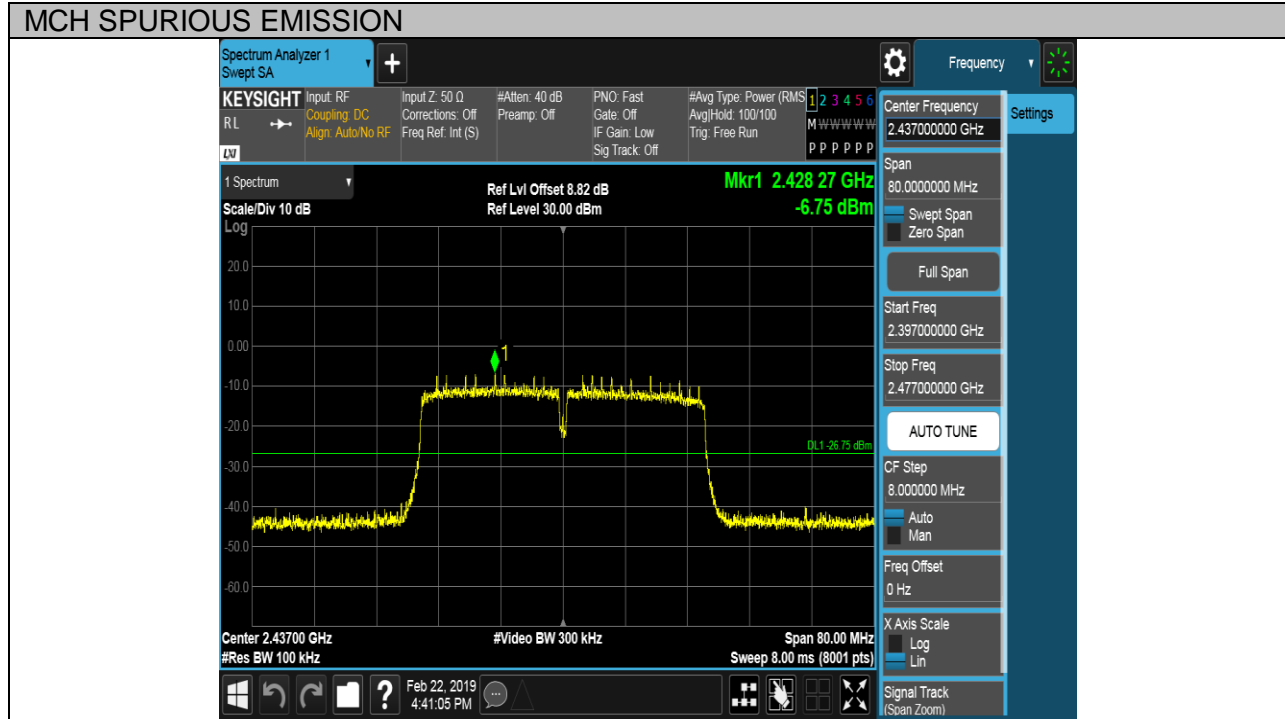 MCH SPURIOUS EMISSION
Spectrum Analyzer 1
Swept SA
+
Frequency
KEYSIGHT
RL
LXI
Input: RF
Coupling: DC
Align: Auto/No RF
Input Z: 50 Ω
Corrections: Off
Freq Ref: Int (S)
#Atten: 40 dB
Preamp: Off
PNO: Fast
Gate: Off
IF Gain: Low
Sig Track: Off
#Avg Type: Power (RMS
Avg|Hold: 100/100
Trig: Free Run
1 2 3 4 5 6
M W W W W W
P P P P P P
1 Spectrum
Scale/Div 10 dB
Ref Lvl Offset 8.82 dB
Ref Level 30.00 dBm
Mkr1 2.428 27 GHz
-6.75 dBm
Log
20.0
10.0
0.00
-10.0
-20.0
-30.0
-40.0
-50.0
-60.0
1
DL1 -26.75 dBm
Center 2.43700 GHz
#Res BW 100 kHz
#Video BW 300 kHz
Span 80.00 MHz
Sweep 8.00 ms (8001 pts)
Center Frequency
2.437000000 GHz
Settings
Span
80.0000000 MHz
Swept Span
Zero Span
Full Span
Start Freq
2.397000000 GHz
Stop Freq
2.477000000 GHz
AUTO TUNE
CF Step
8.000000 MHz
Auto
Man
Freq Offset
0 Hz
X Axis Scale
Log
Lin
Signal Track
(Span Zoom)
?
Feb 22, 2019
4:41:05 PM